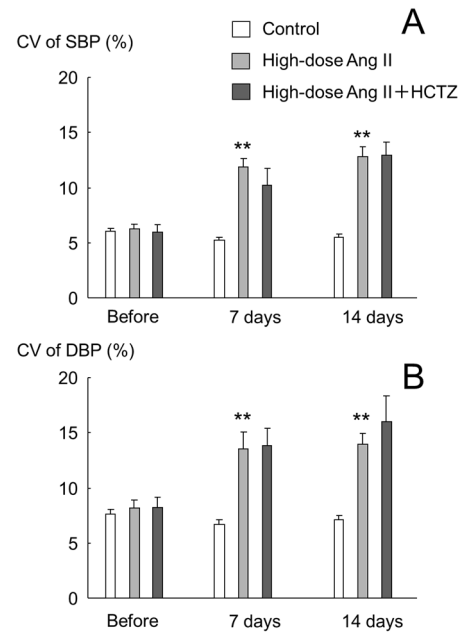 A
Control
CV of SBP (%)
High-dose Ang II
High-dose Ang II+HCTZ
20
15
10
5
0
** **
Before 7 days 14 days
CV of DBP (%)
B
20
15
10
5
0
** **
Before 7 days 14 days